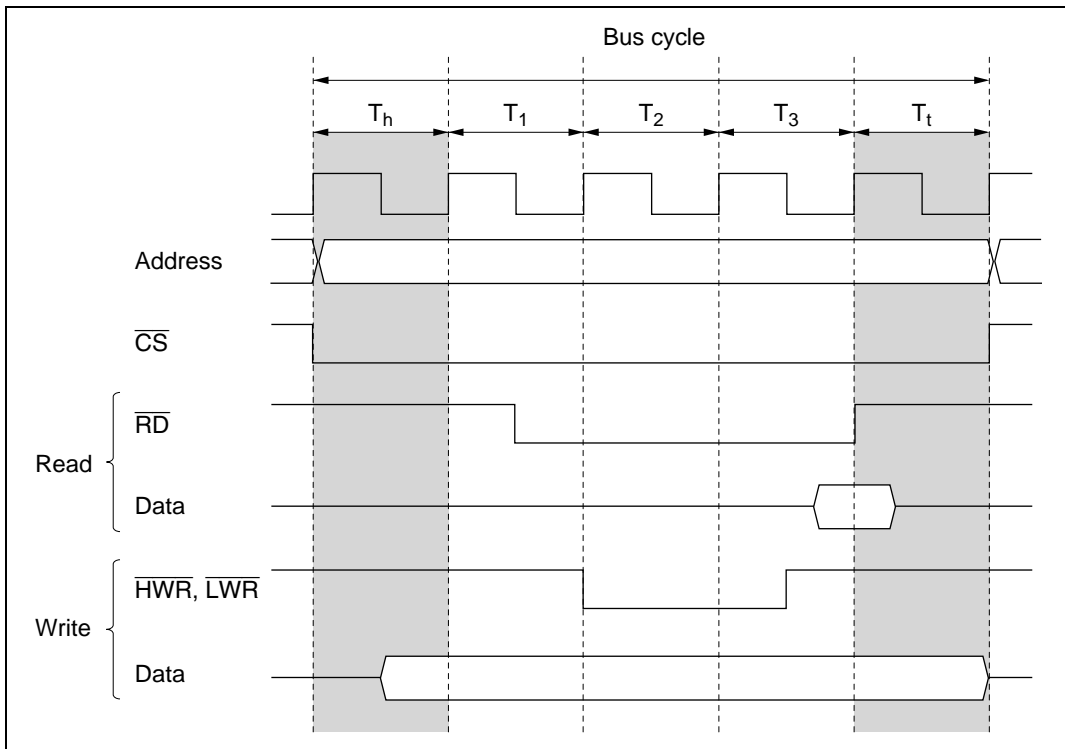 Bus cycle
Th T1 T2 T3 Tt
Address
CS
RD
Read
Data
HWR, LWR
Write
Data